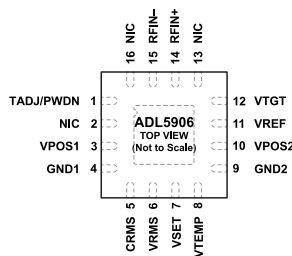 16 NIC
15 RFIN–
14 RFIN+
13 NIC
TADJ/PWDN 1
NIC 2
VPOS1 3
GND1 4
ADL5906
TOP VIEW
(Not to Scale)
12 VTGT
11 VREF
10 VPOS2
9 GND2
CRMS 5
VRMS 6
VSET 7
VTEMP 8